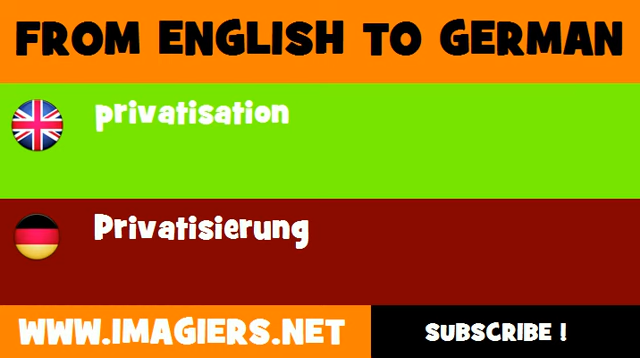 FROM ENGLISH TO GERMAN
privatisation
Privatisierung
WWW.IMAGIERS.NET
SUBSCRIBE !